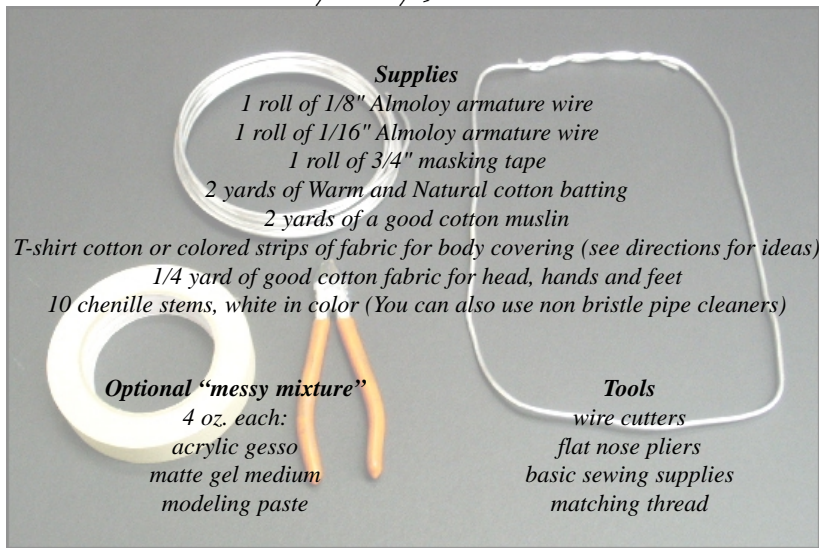 Supplies
1 roll of 1/8" Almoloy armature wire
1 roll of 1/16" Almoloy armature wire
1 roll of 3/4" masking tape
2 yards of Warm and Natural cotton batting
2 yards of a good cotton muslin
T-shirt cotton or colored strips of fabric for body covering (see directions for ideas)
1/4 yard of good cotton fabric for head, hands and feet
10 chenille stems, white in color (You can also use non bristle pipe cleaners)
Optional “messy mixture”
4 oz. each:
acrylic gesso
matte gel medium
modeling paste
Tools
wire cutters
flat nose pliers
basic sewing supplies
matching thread